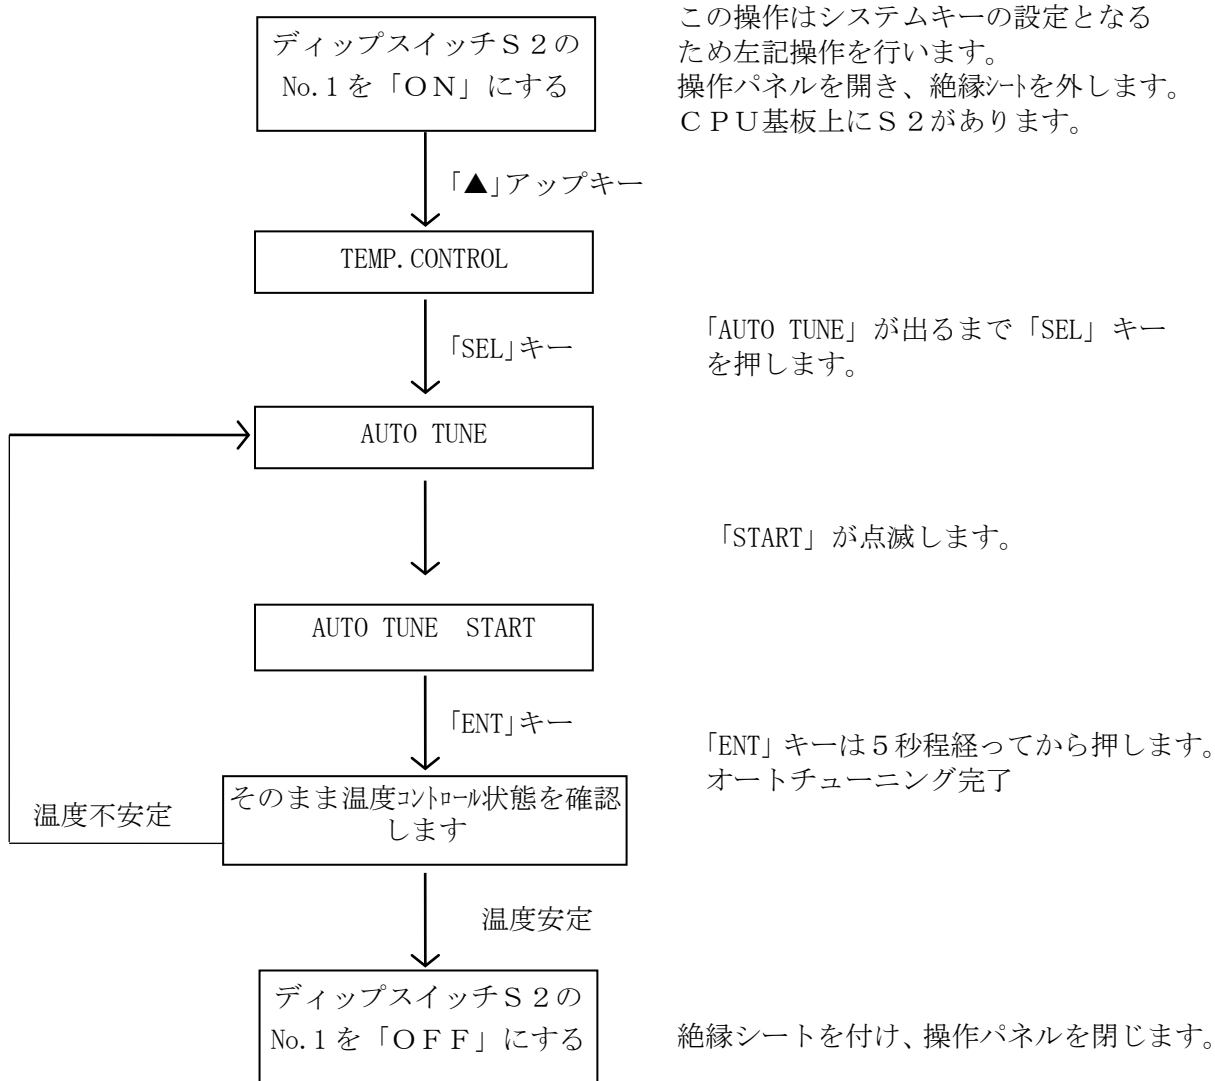 この操作はシステムキーの設定となる
ため左記操作を行います。
操作パネルを開き、絶縁ｼｰﾄを外します。
ＣＰＵ基板上にＳ２があります。
ディップスイッチＳ２の
No.1を「ＯＮ」にする
「▲」アップキー
TEMP.CONTROL
「SEL」キー
「AUTO TUNE」が出るまで「SEL」キー
を押します。
AUTO TUNE
「START」が点滅します。
AUTO TUNE　START
「ENT」キー
「ENT」キーは５秒程経ってから押します。
オートチューニング完了
そのまま温度ｺﾝﾄﾛｰﾙ状態を確認
します
温度不安定
温度安定
ディップスイッチＳ２の
No.1を「ＯＦＦ」にする
絶縁シートを付け、操作パネルを閉じます。